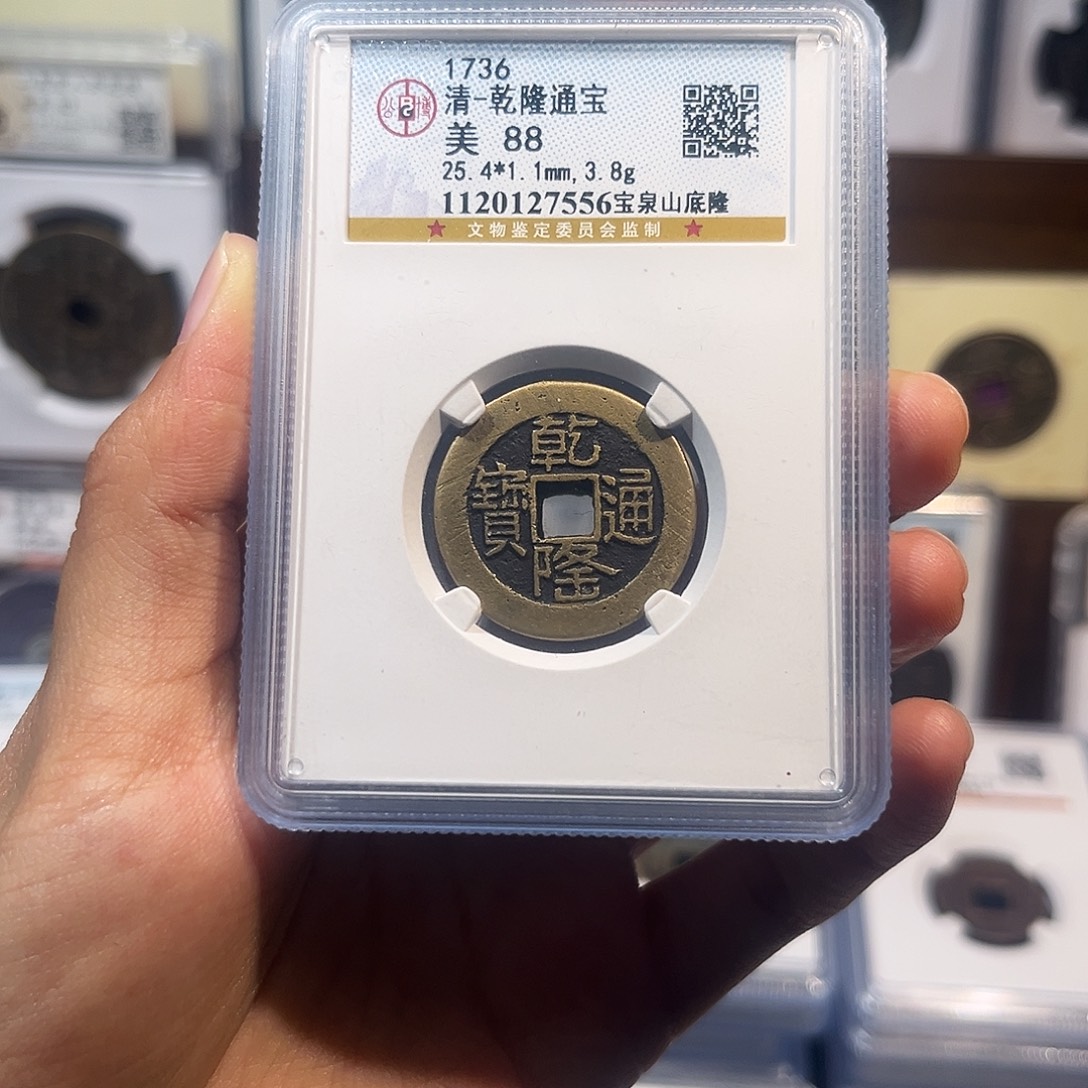 1736
清-乾隆通宝
美 88
25.4*1.1mm,3.8g
1120127556宝泉山底隆
★ 文物鉴定委员会监制 ★
公 G 博
乾
隆
通
寶